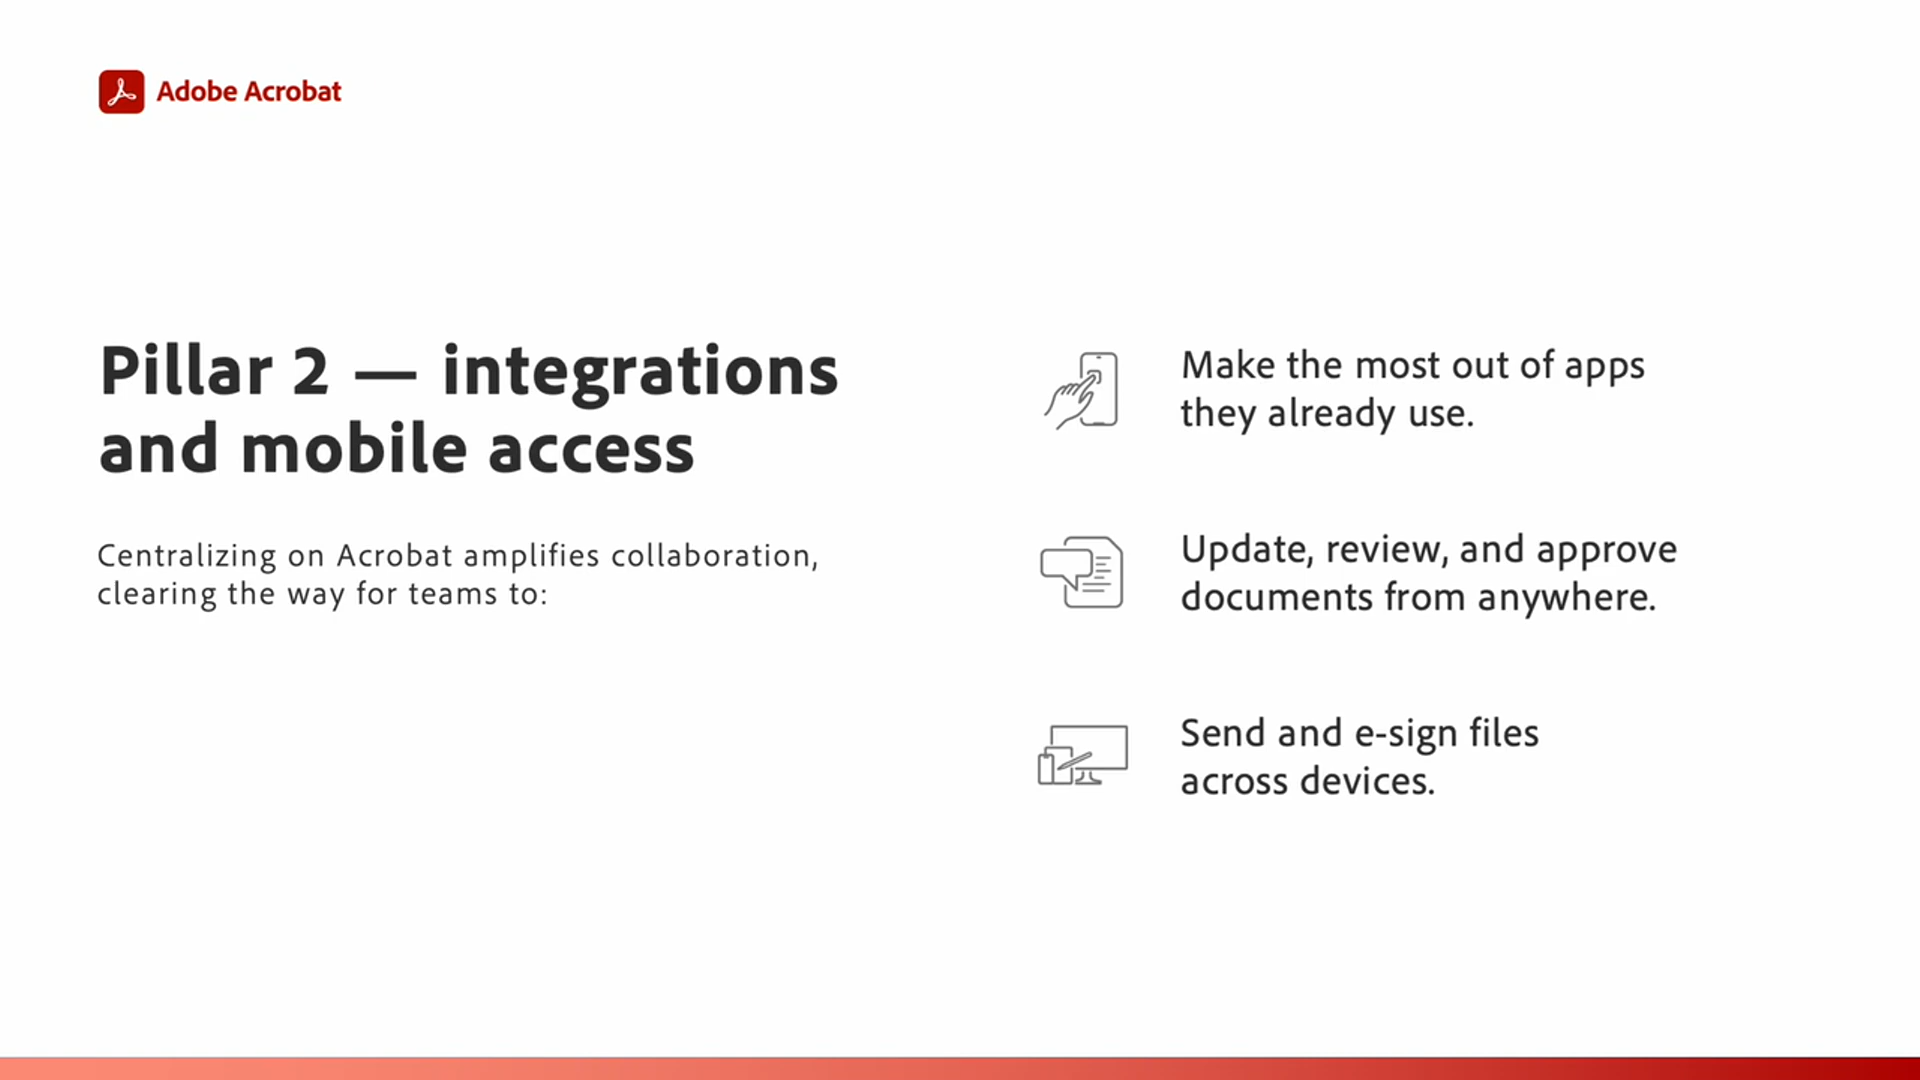 Adobe Acrobat
Pillar 2 — integrations
and mobile access
Centralizing on Acrobat amplifies collaboration,
clearing the way for teams to:
Make the most out of apps
they already use.
Update, review, and approve
documents from anywhere.
Send and e-sign files
across devices.